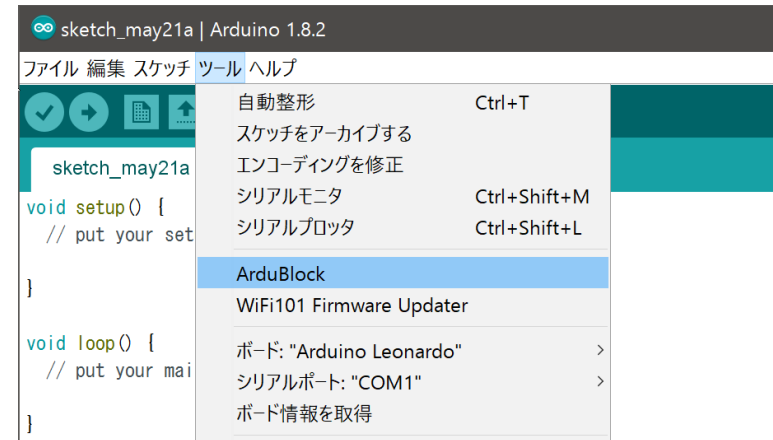 sketch_may21a | Arduino 1.8.2
ファイル 編集 スケッチ ツール ヘルプ
sketch_may21a
void setup() {
// put your set
}
void loop() {
// put your mai
}
自動整形 Ctrl+T
スケッチをアーカイブする
エンコーディングを修正
シリアルモニタ Ctrl+Shift+M
シリアルプロッタ Ctrl+Shift+L
ArduBlock
WiFi101 Firmware Updater
ボード: "Arduino Leonardo"
シリアルポート: "COM1"
ボード情報を取得